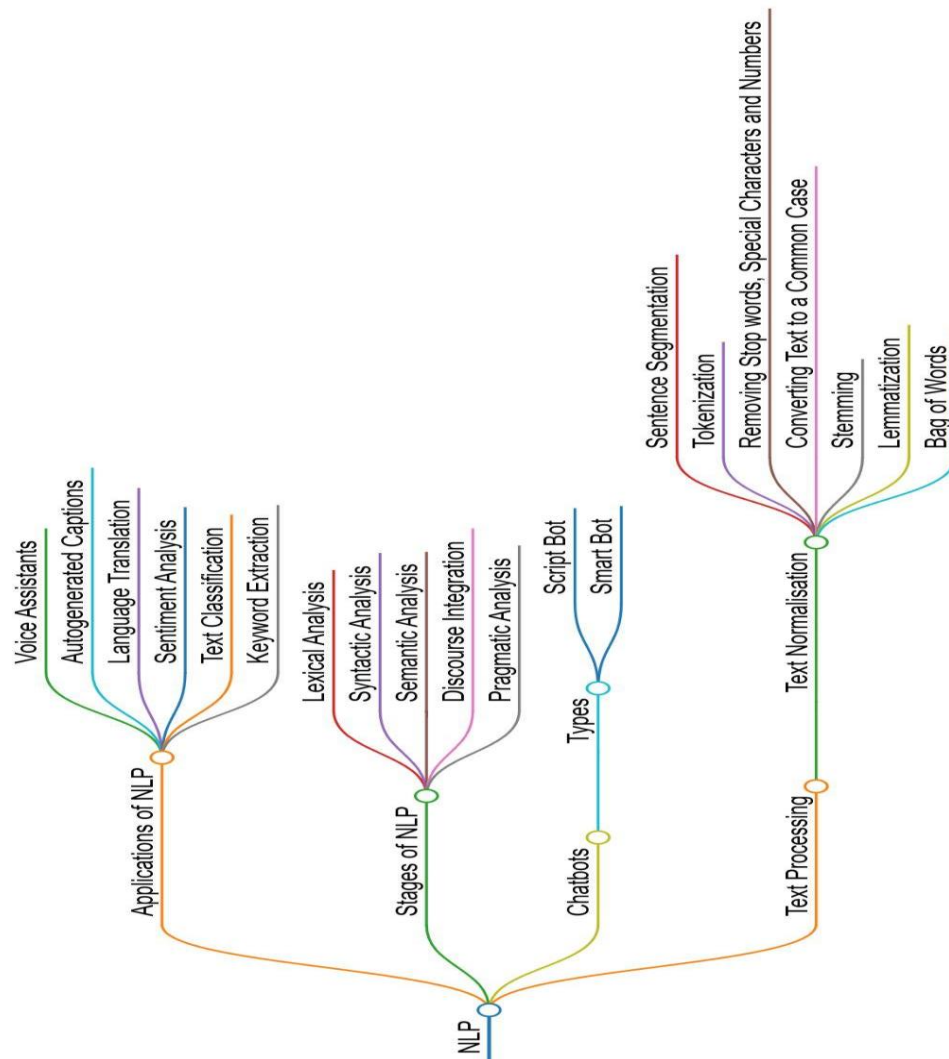 NLP
Applications of NLP
Voice Assistants
Autogenerated Captions
Language Translation
Sentiment Analysis
Text Classification
Keyword Extraction
Stages of NLP
Lexical Analysis
Syntactic Analysis
Semantic Analysis
Discourse Integration
Pragmatic Analysis
Chatbots
Types
Script Bot
Smart Bot
Text Processing
Text Normalisation
Sentence Segmentation
Tokenization
Removing Stop words, Special Characters and Numbers
Converting Text to a Common Case
Stemming
Lemmatization
Bag of Words